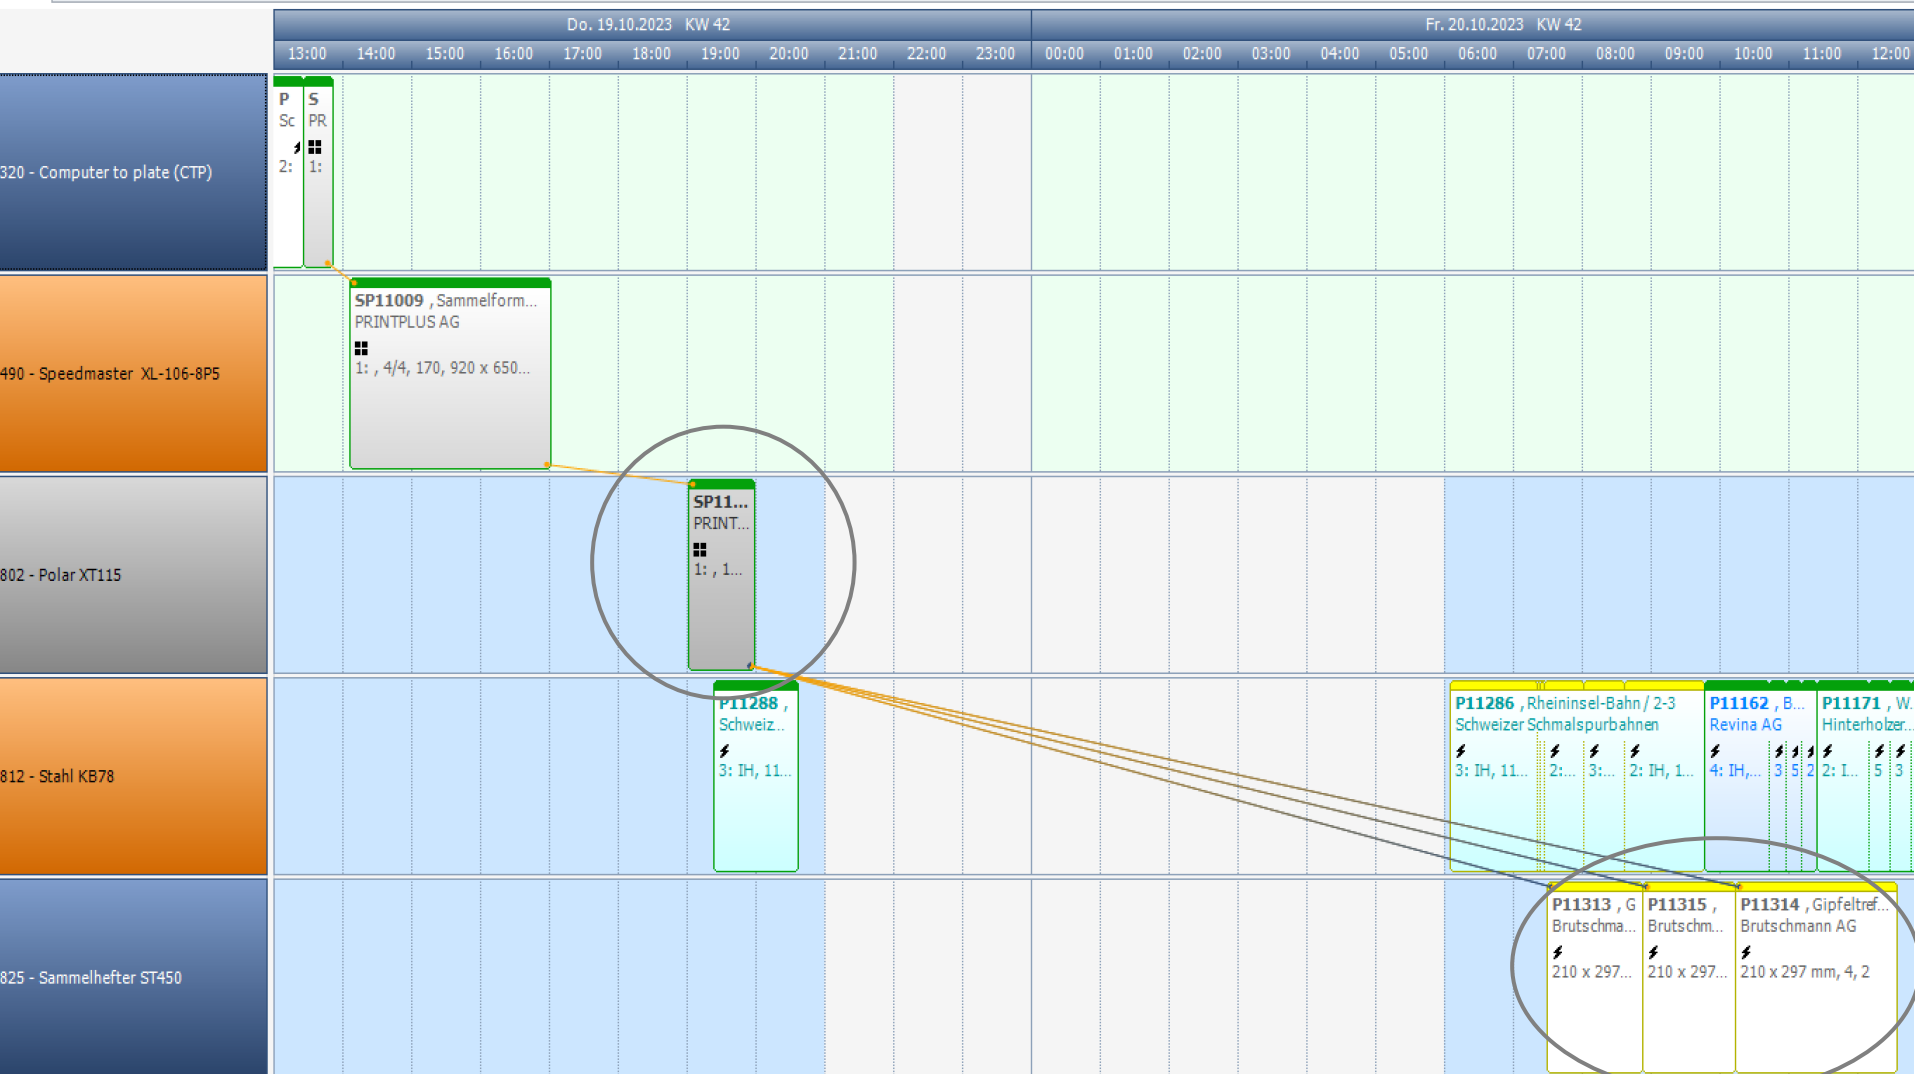 Do. 19.10.2023 KW 42
Fr. 20.10.2023 KW 42
13:00 14:00 15:00 16:00 17:00 18:00 19:00 20:00 21:00 22:00 23:00 00:00 01:00 02:00 03:00 04:00 05:00 06:00 07:00 08:00 09:00 10:00 11:00 12:00
320 - Computer to plate (CTP)
P
Sc
2:
S
PR
1:
490 - Speedmaster XL-106-8P5
SP11009 , Sammelform...
PRINTPLUS AG
1: , 4/4, 170, 920 x 650...
802 - Polar XT115
SP11...
PRINT...
1: , 1...
812 - Stahl KB78
P11288 ,
Schweiz...
3: IH, 11...
P11286 , Rheininsel-Bahn / 2-3
Schweizer Schmalspurbahnen
3: IH, 11... 2:... 3:... 2: IH, 1...
P11162 , B...
Revina AG
4: IH,... 3 5 2
P11171 , W.
Hinterholzer...
2: I... 5 3
825 - Sammelhefter ST450
P11313 , G
Brutschma...
210 x 297...
P11315 ,
Brutschm...
210 x 297...
P11314 , Gipfeltref...
Brutschmann AG
210 x 297 mm, 4, 2